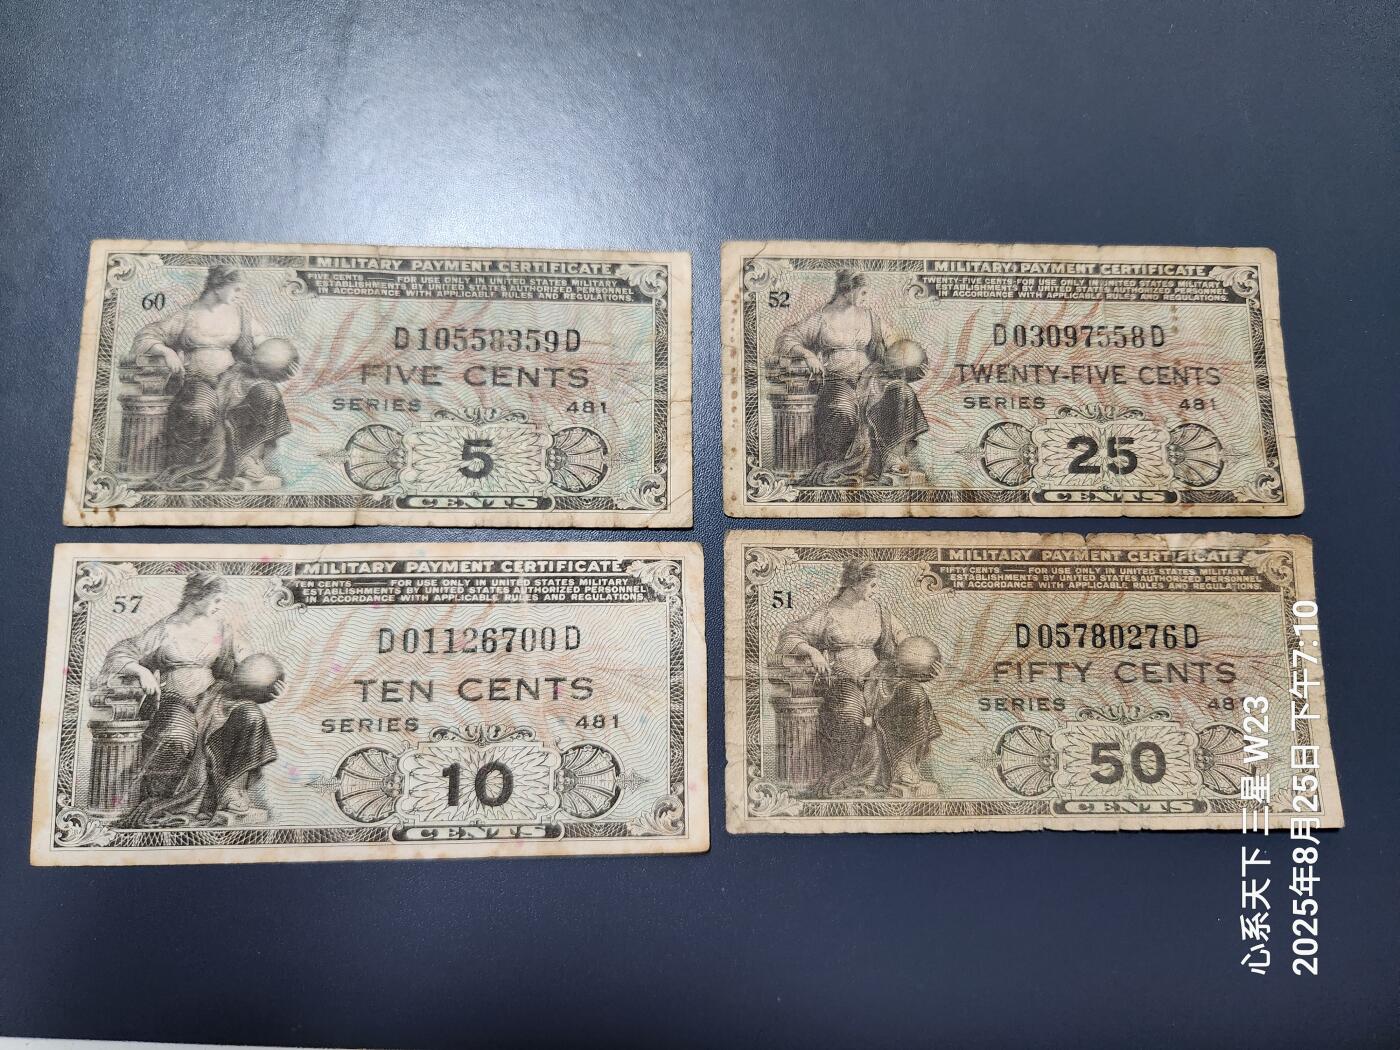 MILITARY PAYMENT CERTIFICATE
FIVE CENTS — FOR USE ONLY IN UNITED STATES MILITARY
ESTABLISHMENTS BY UNITED STATES AUTHORIZED PERSONNEL
IN ACCORDANCE WITH APPLICABLE RULES AND REGULATIONS.
60
D10558359D
FIVE CENTS
SERIES 481
5
CENTS
MILITARY PAYMENT CERTIFICATE
TWENTY-FIVE CENTS-FOR USE ONLY IN UNITED STATES MILITARY
ESTABLISHMENTS BY UNITED STATES AUTHORIZED PERSONNEL
IN ACCORDANCE WITH APPLICABLE RULES AND REGULATIONS.
52
D03097558D
TWENTY-FIVE CENTS
SERIES 481
25
CENTS
MILITARY PAYMENT CERTIFICATE
TEN CENTS — FOR USE ONLY IN UNITED STATES MILITARY
ESTABLISHMENTS BY UNITED STATES AUTHORIZED PERSONNEL
IN ACCORDANCE WITH APPLICABLE RULES AND REGULATIONS.
57
D01126700D
TEN CENTS
SERIES 481
10
CENTS
MILITARY PAYMENT CERTIFICATE
FIFTY CENTS — FOR USE ONLY IN UNITED STATES MILITARY
ESTABLISHMENTS BY UNITED STATES AUTHORIZED PERSONNEL
IN ACCORDANCE WITH APPLICABLE RULES AND REGULATIONS.
51
D05780276D
FIFTY CENTS
SERIES 48
50
CENTS
心系天下 三星 W23
2025年8月25日 下午7:10